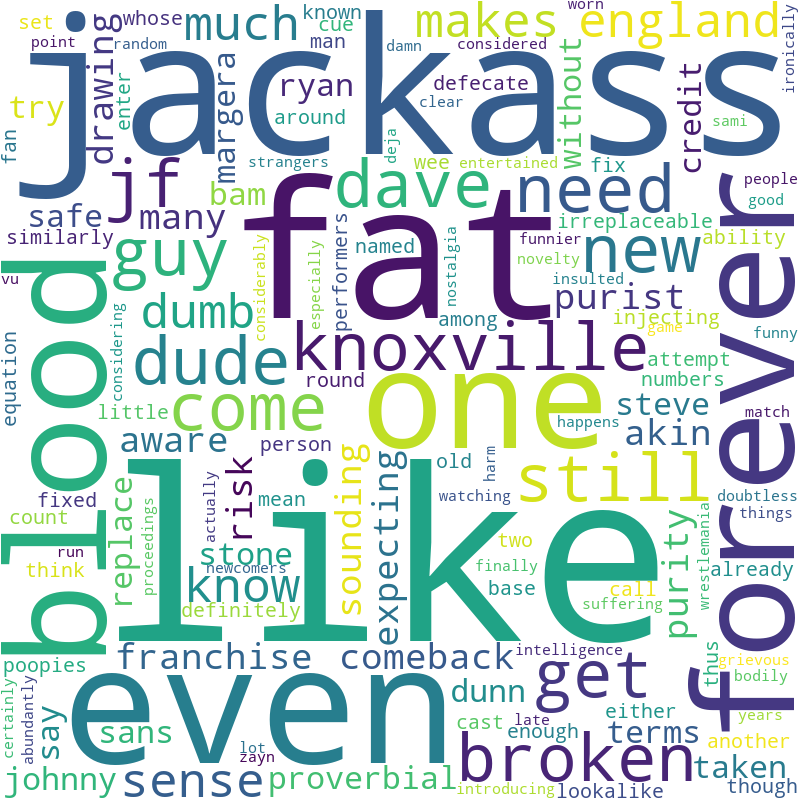 set
point
random
whose
much
known
cue
man
makes
england
worn
damn
considered
ironically
jackass
try
fan
drawing
enter
margera
ryan
around
defecate
clear
without
credit
sami
strangers
deja
wee
entertained
fix
people
good
jf
bam
dave
need
irreplaceable
ability
safe
many
similarly
named
funnier
novelty
new
insulted
vu
guy
fat
considerably
especially
performers
nostalgia
purist
injecting
game
blood
dumb
among
forever
funny
equation
considering
dude
knoxville
attempt
numbers
round
little
come
one
steve
match
happens
akin
aware
person
old
harm
still
fixed
count
replace
proceedings
actually
risk
mean
sounding
expecting
watching
doubtless
things
run
think
stone
newcomers
know
definitely
two
finally
base
call
suffering
purity
wrestlemania
already
like
poopies
franchise
comeback
intelligence
thus
grievous
bodily
certainly
abundantly
say
even
sans
dunn
get
either
years
lot
zayn
cast
late
enough
terms
another
johnny
sense
proverbial
introducing
broken
lookalike
taken
though